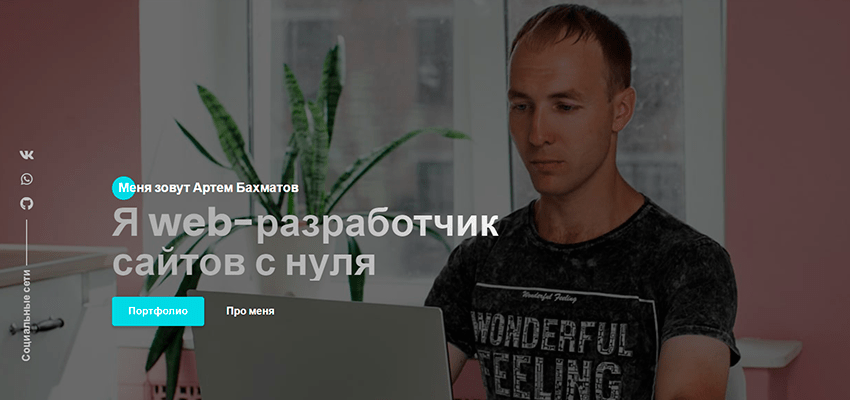 Меня зовут Артем Бахматов
Я web-разработчик
сайтов с нуля
Портфолио
Про меня
Социальные сети
Wonderful Feeling
WONDERFUL
FEELING